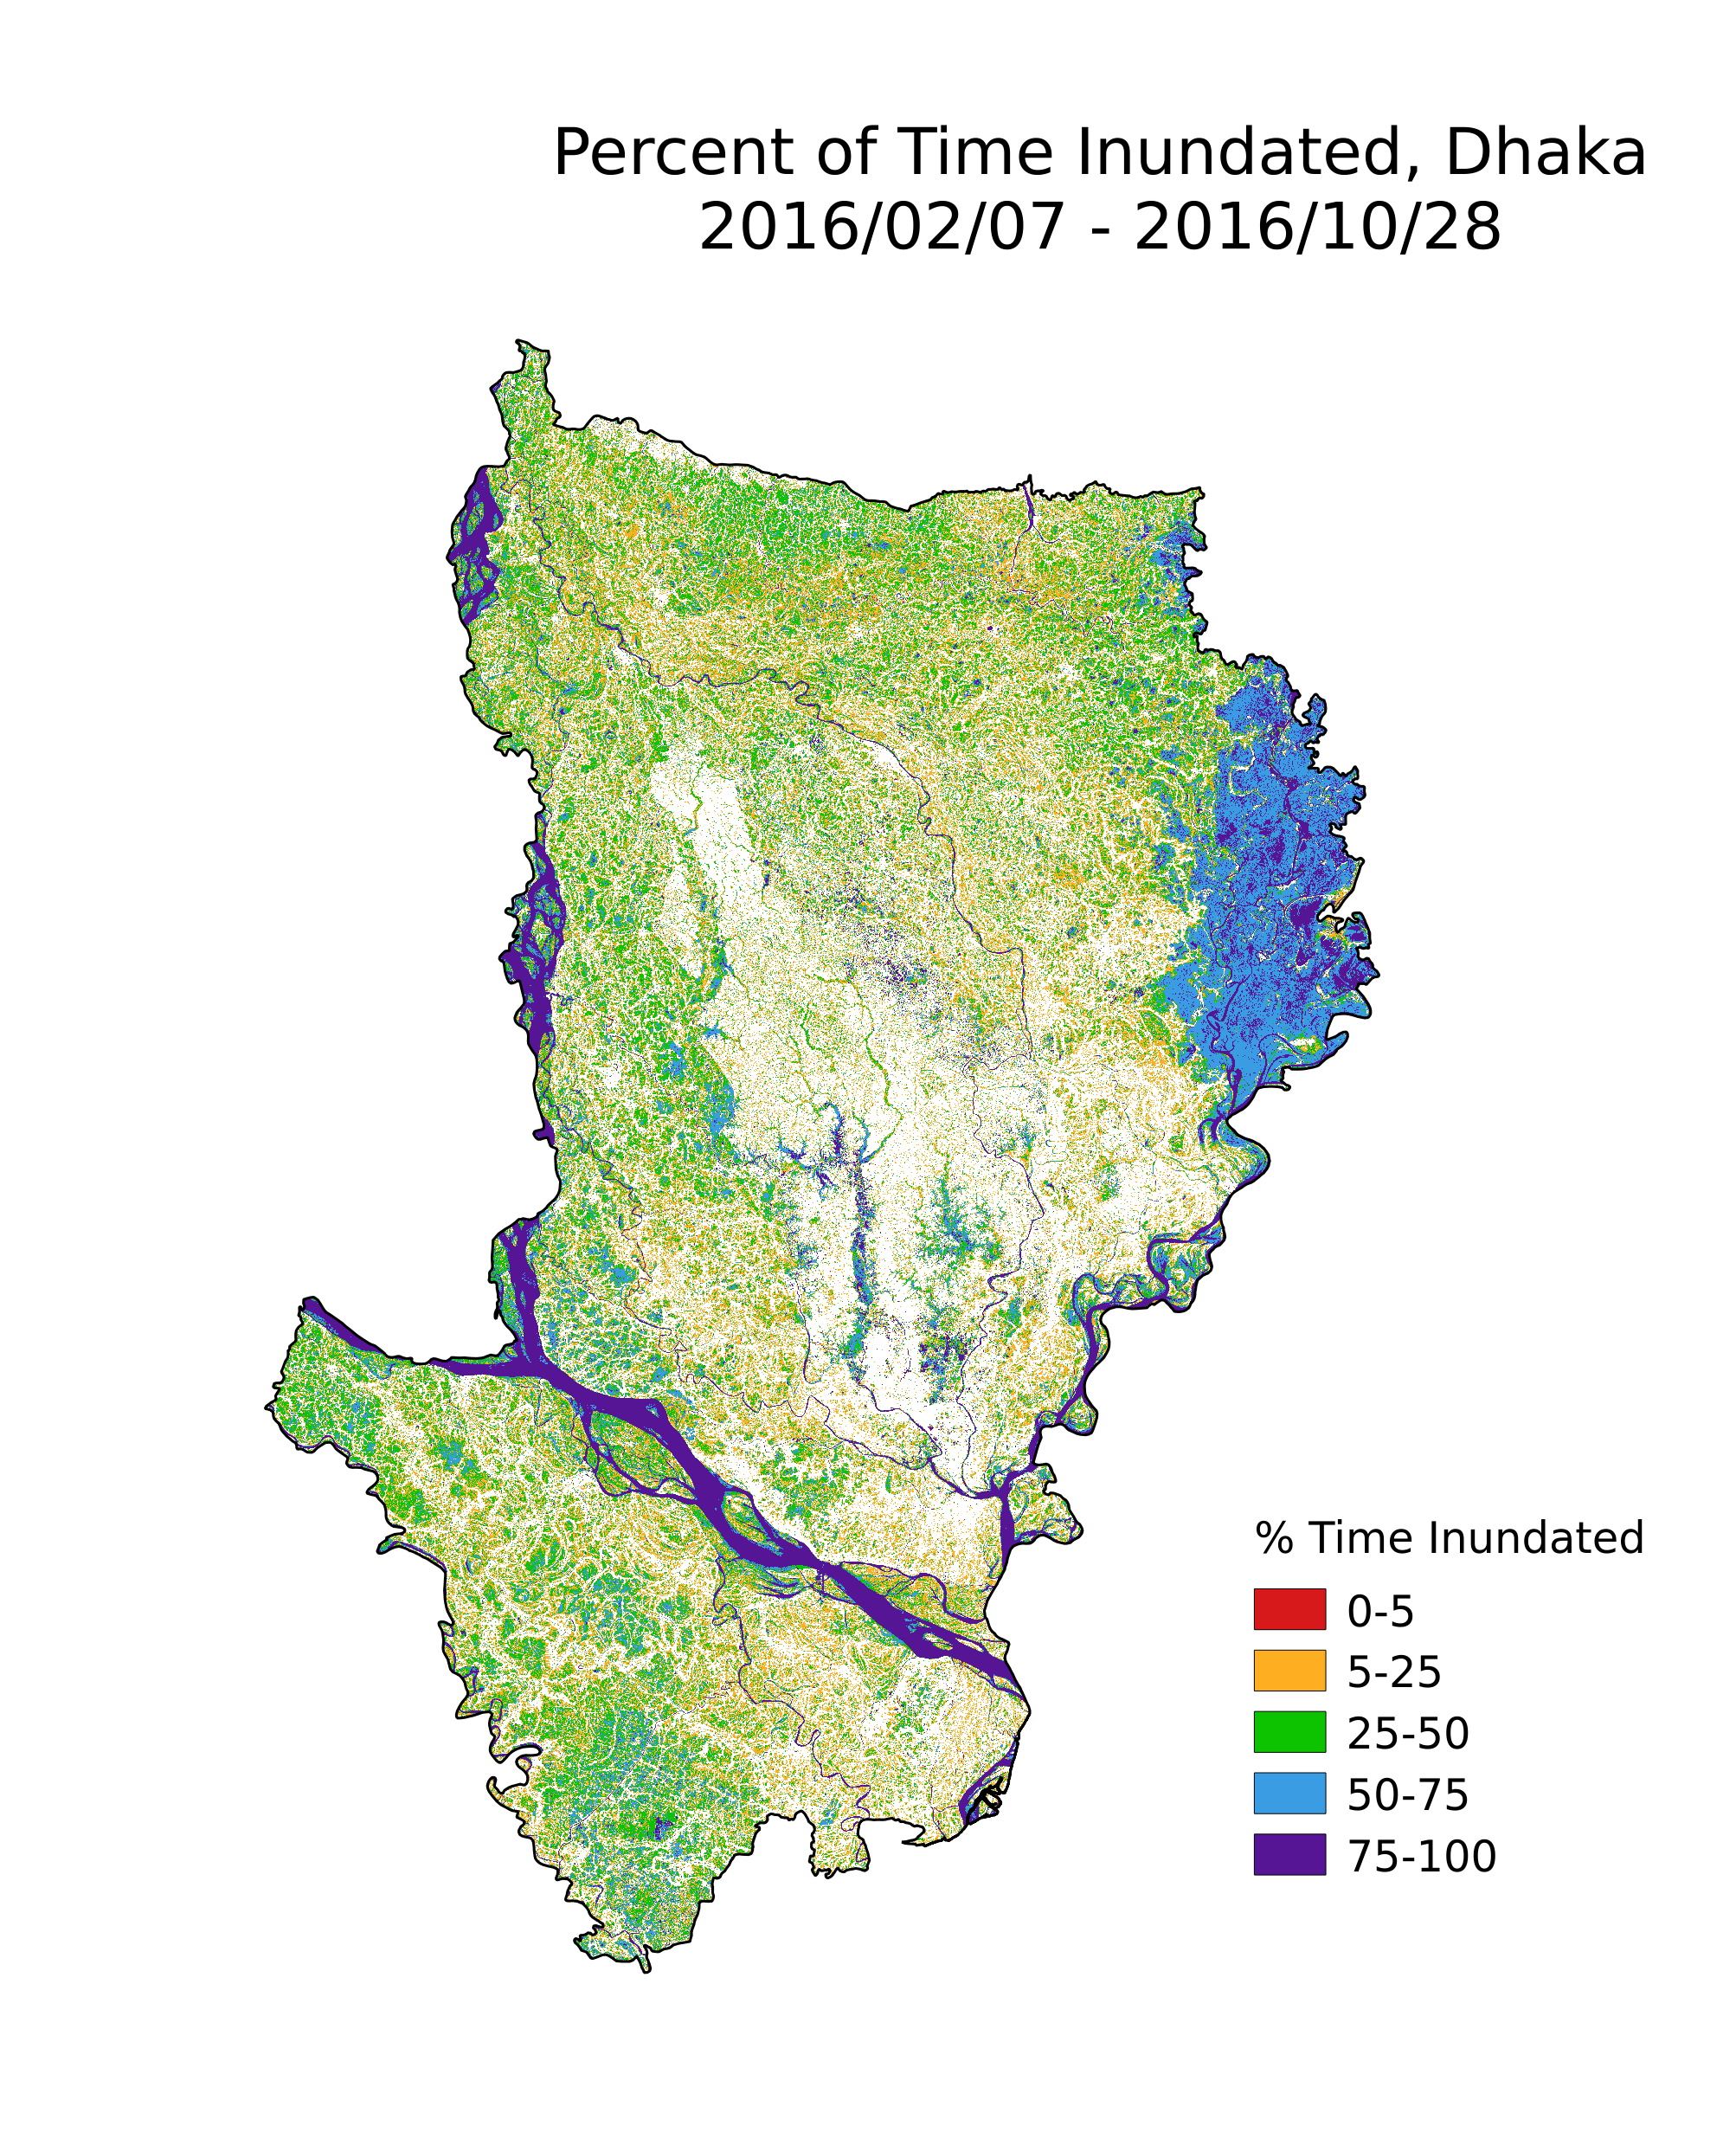 Percent of Time Inundated, Dhaka
2016/02/07 - 2016/10/28
% Time Inundated
0-5
5-25
25-50
50-75
75-100